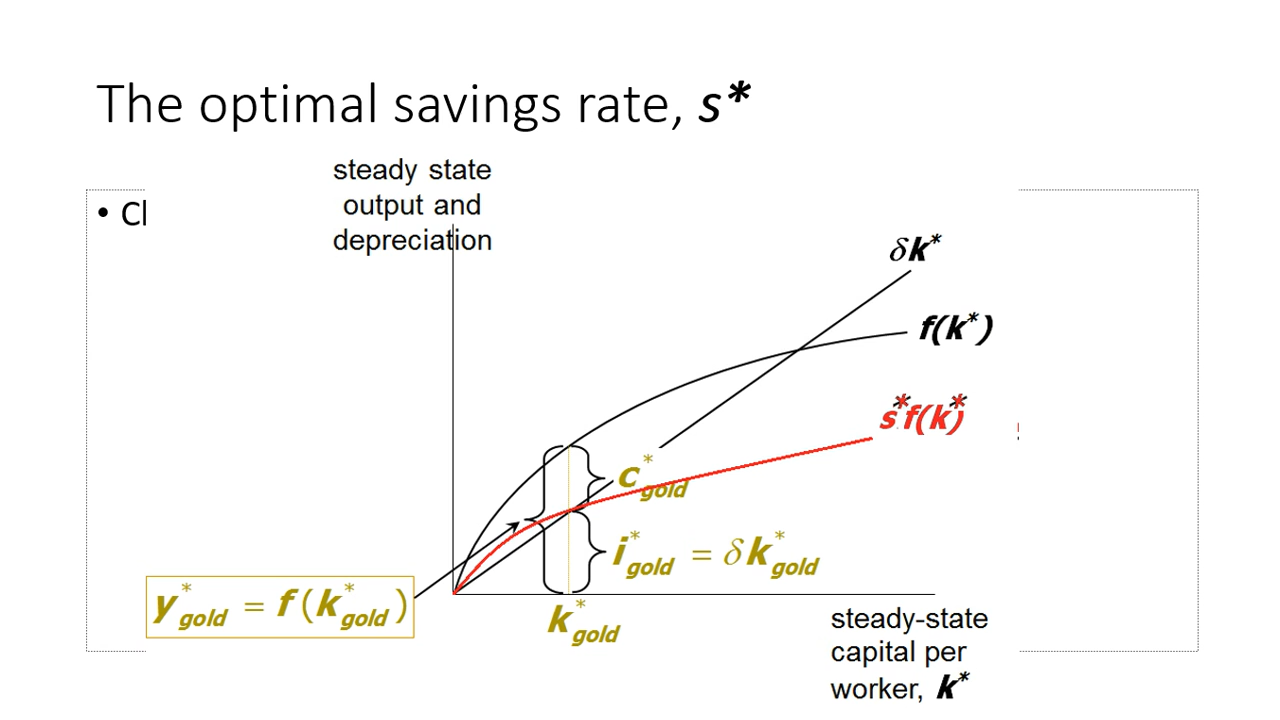 The optimal savings rate, s*
steady state
output and
depreciation
• Cl
δk*
f(k*)
s*f(k)*
c*gold
i*gold = δk*gold
y*gold = f(k*gold)
k*gold
steady-state
capital per
worker, k*